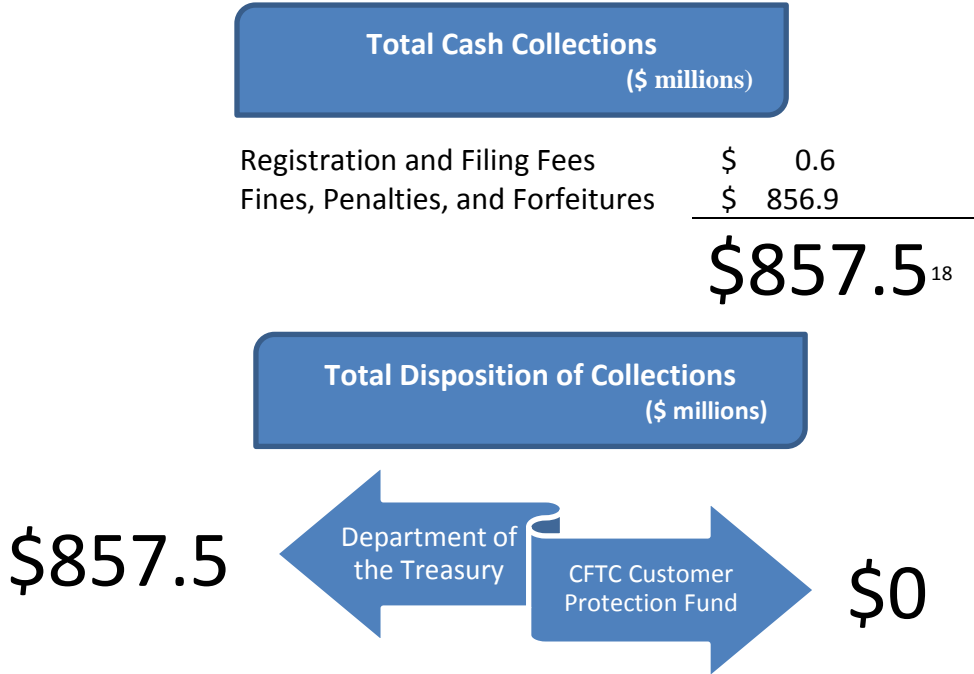 Total Cash Collections
($ millions)
Registration and Filing Fees $ 0.6
Fines, Penalties, and Forfeitures $ 856.9
$857.5 18
Total Disposition of Collections
($ millions)
$857.5
Department of
the Treasury
CFTC Customer
Protection Fund
$0